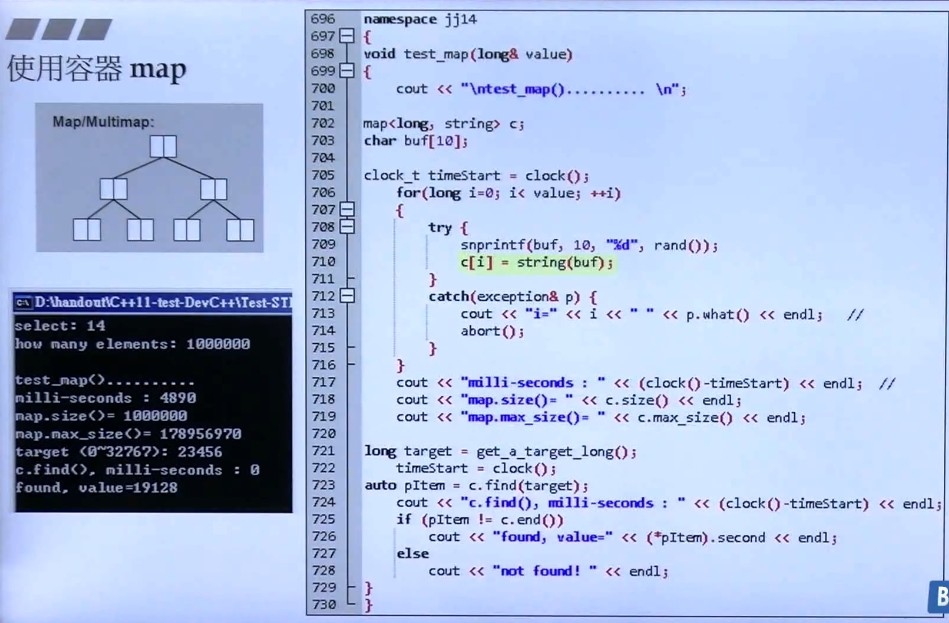 使用容器 map
Map/Multimap:
D:\handout\C++11-test-DevC++\Test-STI
select: 14
how many elements: 1000000
test_map()..........
milli-seconds : 4890
map.size()= 1000000
map.max_size()= 178956970
target (0~32767): 23456
c.find(), milli-seconds : 0
found, value=19128
696 namespace jj14
697 {
698 void test_map(long& value)
699 {
700 cout << "\ntest_map().......... \n";
701
702 map<long, string> c;
703 char buf[10];
704
705 clock_t timeStart = clock();
706 for(long i=0; i< value; ++i)
707 {
708 try {
709 snprintf(buf, 10, "%d", rand());
710 c[i] = string(buf);
711 }
712 catch(exception& p) {
713 cout << "i=" << i << " " << p.what() << endl; //
714 abort();
715 }
716 }
717 cout << "milli-seconds : " << (clock()-timeStart) << endl; //
718 cout << "map.size()= " << c.size() << endl;
719 cout << "map.max_size()= " << c.max_size() << endl;
720
721 long target = get_a_target_long();
722 timeStart = clock();
723 auto pItem = c.find(target);
724 cout << "c.find(), milli-seconds : " << (clock()-timeStart) << endl;
725 if (pItem != c.end())
726 cout << "found, value=" << (*pItem).second << endl;
727 else
728 cout << "not found! " << endl;
729 }
730 }
B